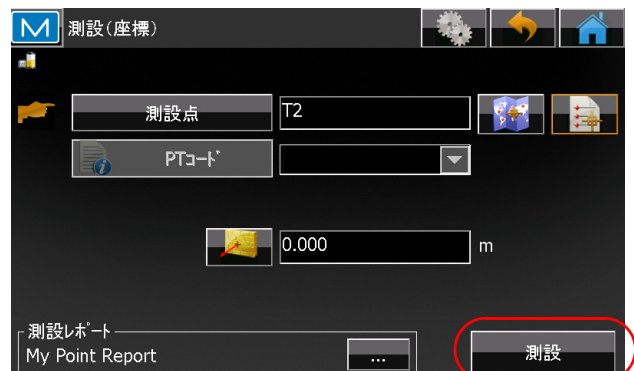 測設(座標)
測設点
T2
PTｺｰﾄﾞ
0.000
m
測設ﾚﾎﾟｰﾄ
My Point Report
...
測設